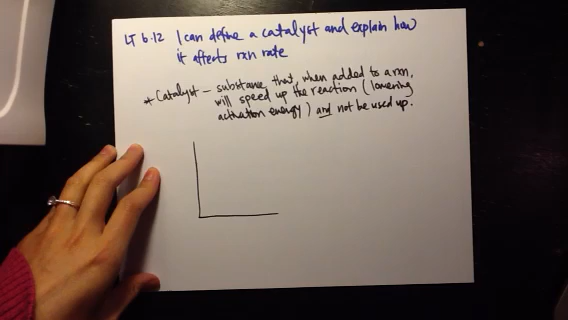 LT 6.12 I can define a catalyst and explain how
it affects rxn rate
* Catalyst - substance that, when added to a rxn,
will speed up the reaction (lowering
activation energy) and not be used up.